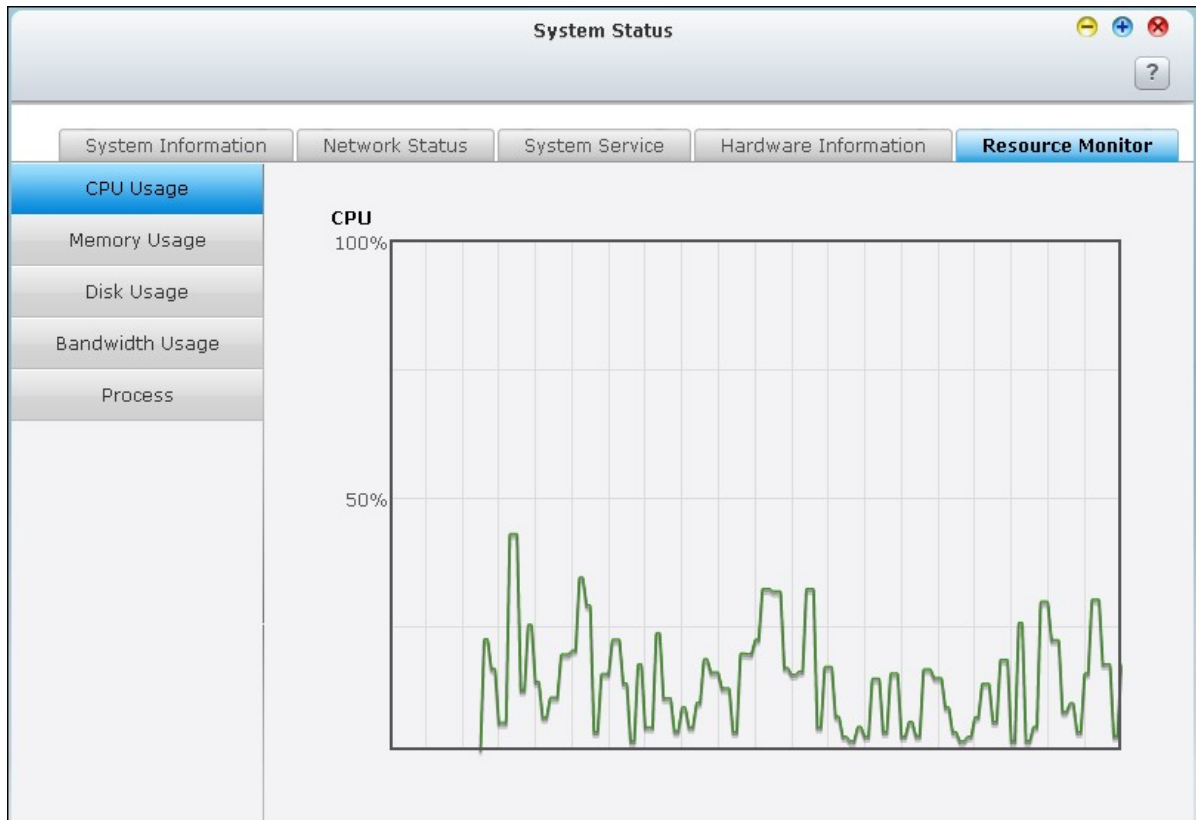 System Status
?
System Information Network Status System Service Hardware Information Resource Monitor
CPU Usage
Memory Usage
Disk Usage
Bandwidth Usage
Process
CPU
100%
50%